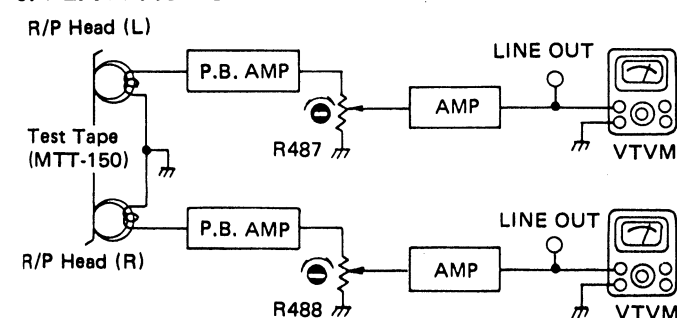 R/P Head (L)
P.B. AMP
LINE OUT
AMP
R487
VTVM
Test Tape
(MTT-150)
P.B. AMP
LINE OUT
R/P Head (R)
AMP
R488
VTVM